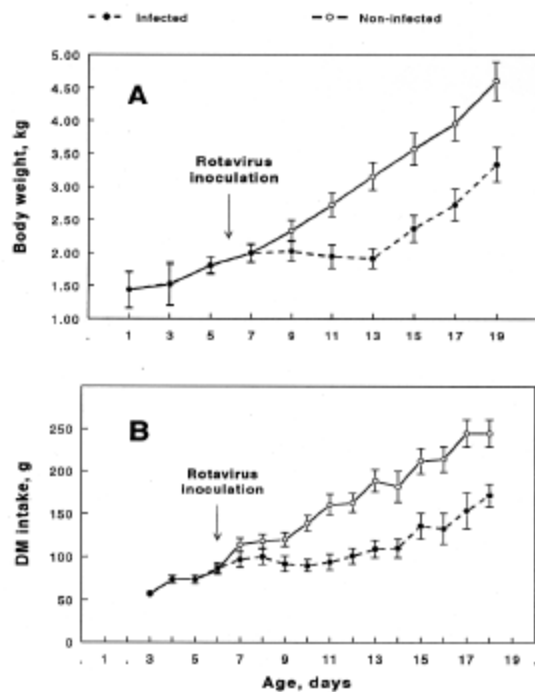 Infected Non-infected
5.00
4.50
4.00
3.50
3.00
2.50
2.00
1.50
1.00
Body weight, kg
A
Rotavirus
inoculation
1 3 5 7 9 11 13 15 17 19
250
200
150
100
50
0
DM intake, g
B
Rotavirus
inoculation
1 3 5 7 9 11 13 15 17 19
Age, days